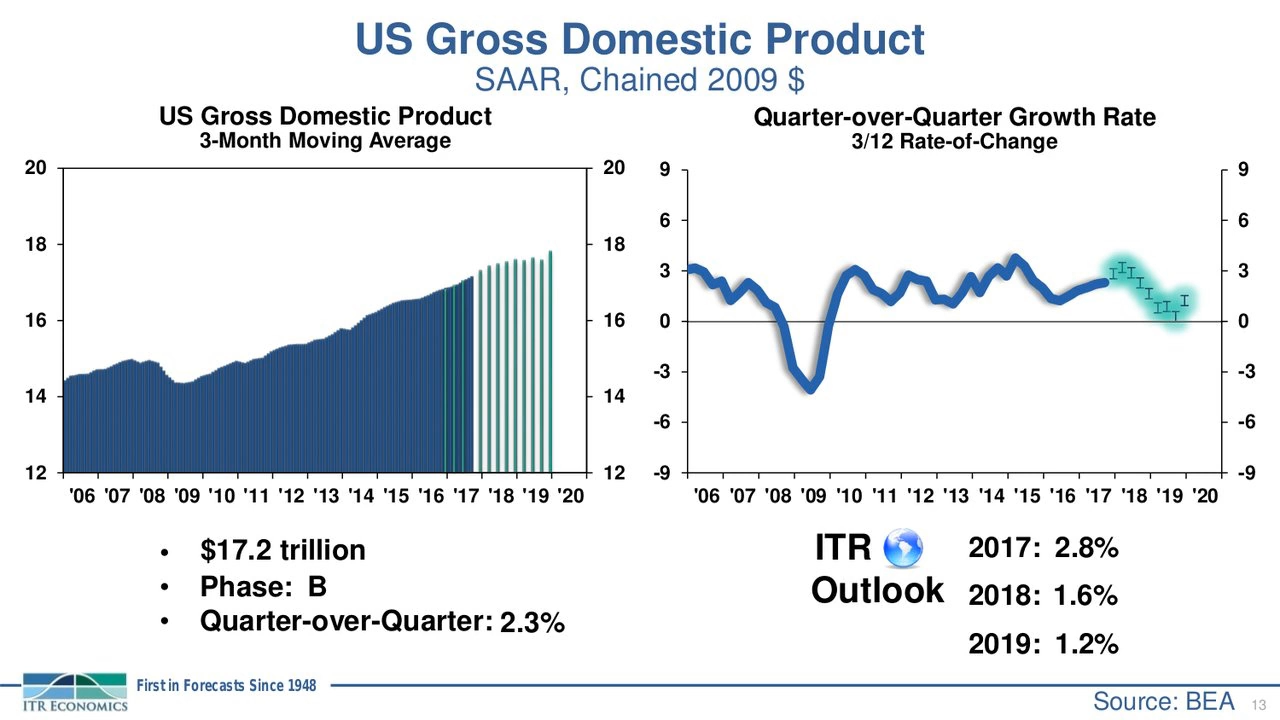 US Gross Domestic Product
SAAR, Chained 2009 $
US Gross Domestic Product
3-Month Moving Average
20 20
18 18
16 16
14 14
12 12
'06 '07 '08 '09 '10 '11 '12 '13 '14 '15 '16 '17 '18 '19 '20
Quarter-over-Quarter Growth Rate
3/12 Rate-of-Change
9 9
6 6
3 3
0 0
-3 -3
-6 -6
-9 -9
'06 '07 '08 '09 '10 '11 '12 '13 '14 '15 '16 '17 '18 '19 '20
• $17.2 trillion
• Phase: B
• Quarter-over-Quarter: 2.3%
ITR
Outlook
2017: 2.8%
2018: 1.6%
2019: 1.2%
ITR ECONOMICS
First in Forecasts Since 1948
Source: BEA
13